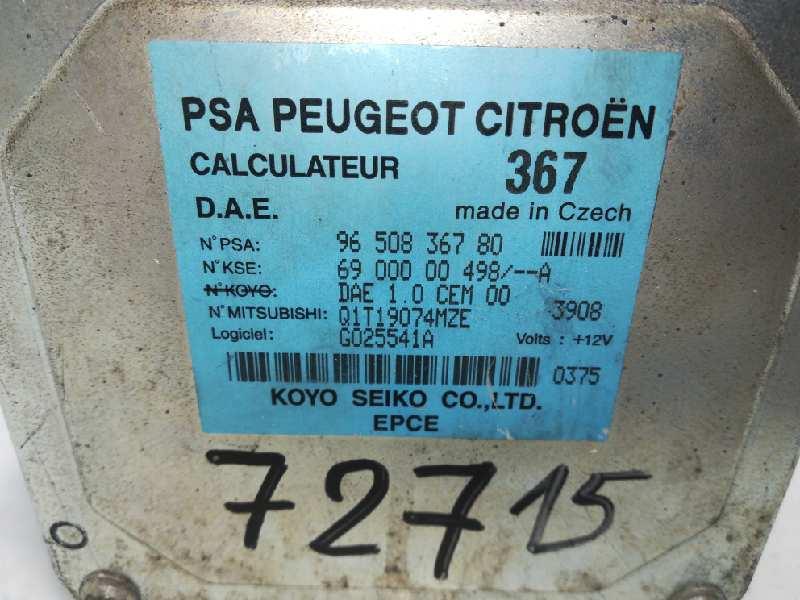 PSA PEUGEOT CITROËN
CALCULATEUR 367
D.A.E. made in Czech
N°PSA: 96 508 367 80
N°KSE: 69 000 00 498/--A
N°KOYO: DAE 1.0 CEM 00
N°MITSUBISHI: Q1T19074MZE 3908
Logiciel: G025541A Volts : +12V
0375
KOYO SEIKO CO.,LTD.
EPCE
72715